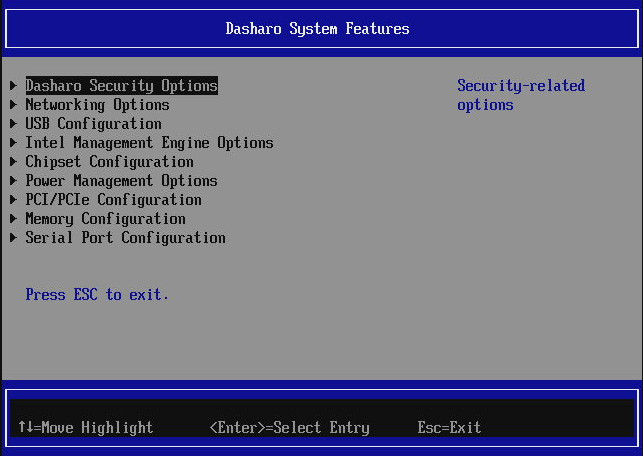 Dasharo System Features
Dasharo Security Options
Networking Options
USB Configuration
Intel Management Engine Options
Chipset Configuration
Power Management Options
PCI/PCIe Configuration
Memory Configuration
Serial Port Configuration
Security-related
options
Press ESC to exit.
↑↓=Move Highlight <Enter>=Select Entry Esc=Exit